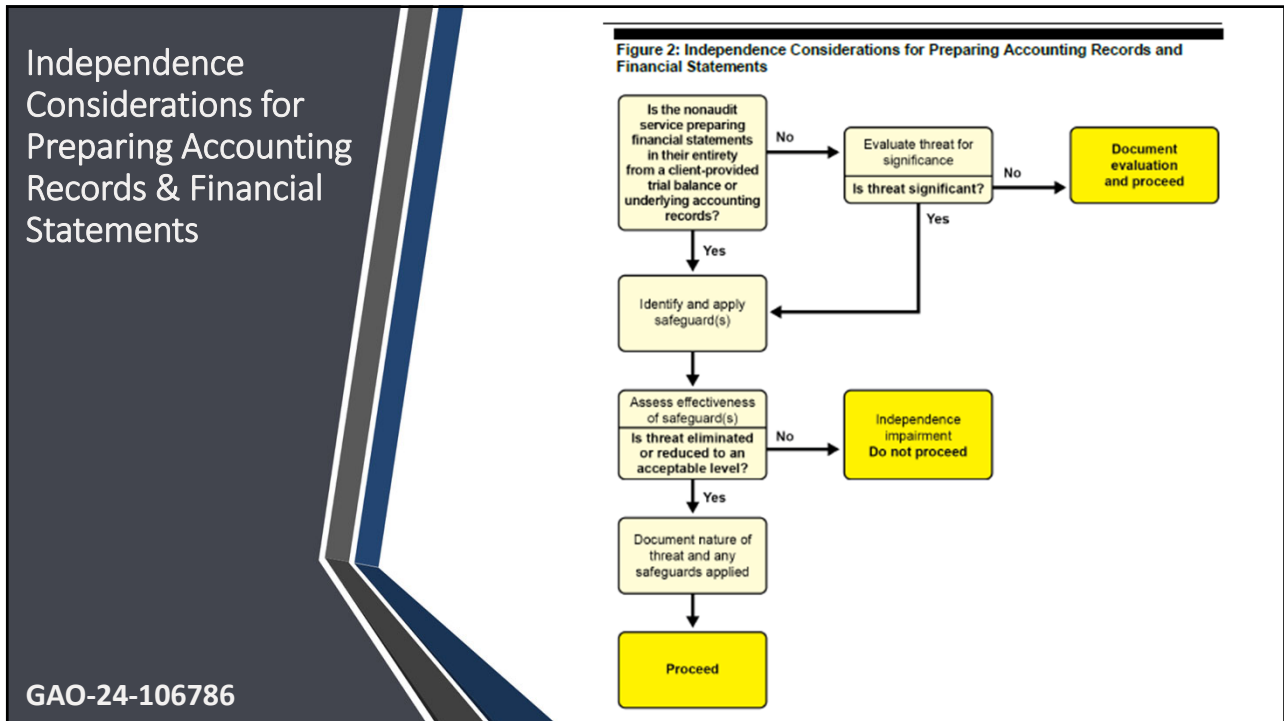 Independence
Considerations for
Preparing Accounting
Records & Financial
Statements
GAO-24-106786
Figure 2: Independence Considerations for Preparing Accounting Records and
Financial Statements
Is the nonaudit
service preparing
financial statements
in their entirety
from a client-provided
trial balance or
underlying accounting
records?
No
Evaluate threat for
significance
Is threat significant?
No
Document
evaluation
and proceed
Yes
Yes
Identify and apply
safeguard(s)
Assess effectiveness
of safeguard(s)
Is threat eliminated
or reduced to an
acceptable level?
No
Independence
impairment
Do not proceed
Yes
Document nature of
threat and any
safeguards applied
Proceed